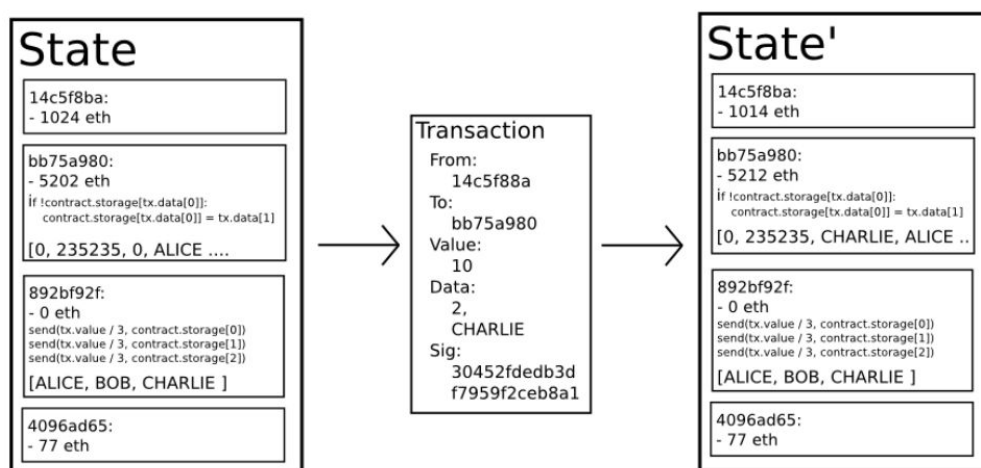 State
14c5f8ba:
- 1024 eth
bb75a980:
- 5202 eth
if !contract.storage[tx.data[0]]:
contract.storage[tx.data[0]] = tx.data[1]
[0, 235235, 0, ALICE ....
892bf92f:
- 0 eth
send(tx.value / 3, contract.storage[0])
send(tx.value / 3, contract.storage[1])
send(tx.value / 3, contract.storage[2])
[ALICE, BOB, CHARLIE ]
4096ad65:
- 77 eth
Transaction
From:
14c5f88a
To:
bb75a980
Value:
10
Data:
2,
CHARLIE
Sig:
30452fdedb3d
f7959f2ceb8a1
State'
14c5f8ba:
- 1014 eth
bb75a980:
- 5212 eth
if !contract.storage[tx.data[0]]:
contract.storage[tx.data[0]] = tx.data[1]
[0, 235235, CHARLIE, ALICE ..
892bf92f:
- 0 eth
send(tx.value / 3, contract.storage[0])
send(tx.value / 3, contract.storage[1])
send(tx.value / 3, contract.storage[2])
[ALICE, BOB, CHARLIE ]
4096ad65:
- 77 eth